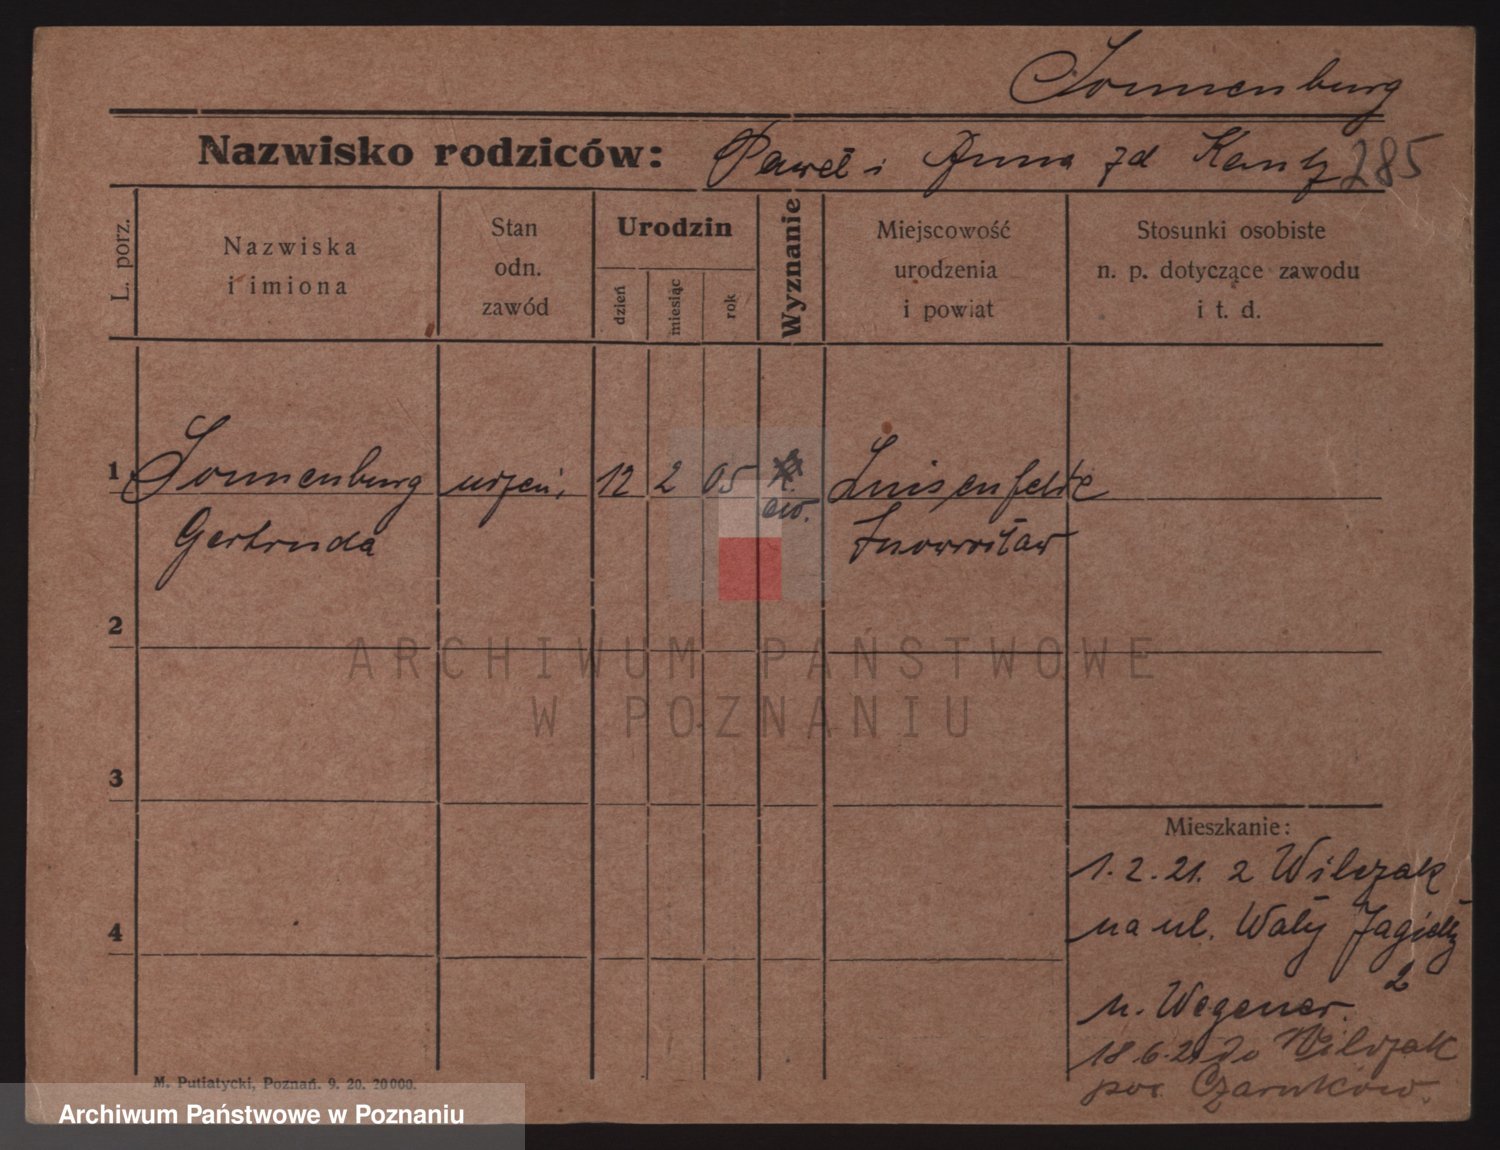 Sonnenburg
Nazwisko rodziców: Paweł i Anna zd Kantz 285
L. porz.
Nazwiska
i imiona
Stan
odn.
zawód
Urodzin
dzień
miesiąc
rok
Wyznanie
Miejscowość
urodzenia
i powiat
Stosunki osobiste
n. p. dotyczące zawodu
i t. d.
1 Sonnenburg uczeń. 12 2 05 ew. Luisenfelde
Gertruda Inowrocław
2
3
4
ARCHIWUM PAŃSTWOWE
W POZNANIU
Mieszkanie:
1. 2. 21. z Wilczak
na ul. Wały Jagiełły
2
u. Wegener.
18.6.21 do Wilczak
pow. Czarnków.
M. Putiatycki, Poznań. 9. 20. 20000.
Archiwum Państwowe w Poznaniu